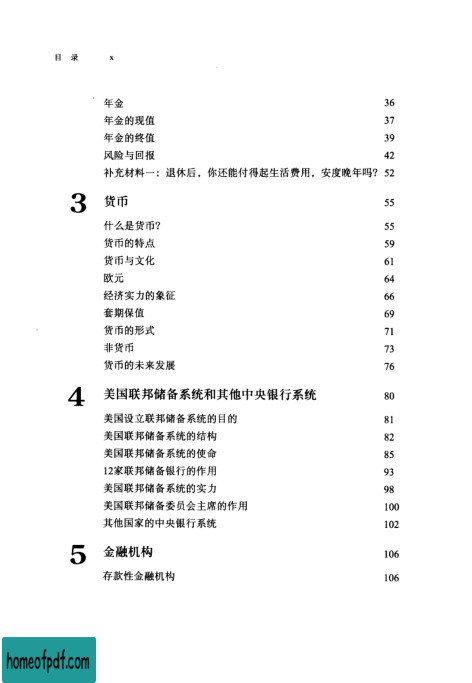 目 录 x
年金 36
年金的现值 37
年金的终值 39
风险与回报 42
补充材料一：退休后，你还能付得起生活费用，安度晚年吗？ 52
3 货币 55
什么是货币？ 55
货币的特点 59
货币与文化 61
欧元 64
经济实力的象征 66
套期保值 69
货币的形式 71
非货币 73
货币的未来发展 76
4 美国联邦储备系统和其他中央银行系统 80
美国设立联邦储备系统的目的 81
美国联邦储备系统的结构 82
美国联邦储备系统的使命 85
12家联邦储备银行的作用 93
美国联邦储备系统的实力 98
美国联邦储备委员会主席的作用 100
其他国家的中央银行系统 102
5 金融机构 106
存款性金融机构 106
homeofpdf.com